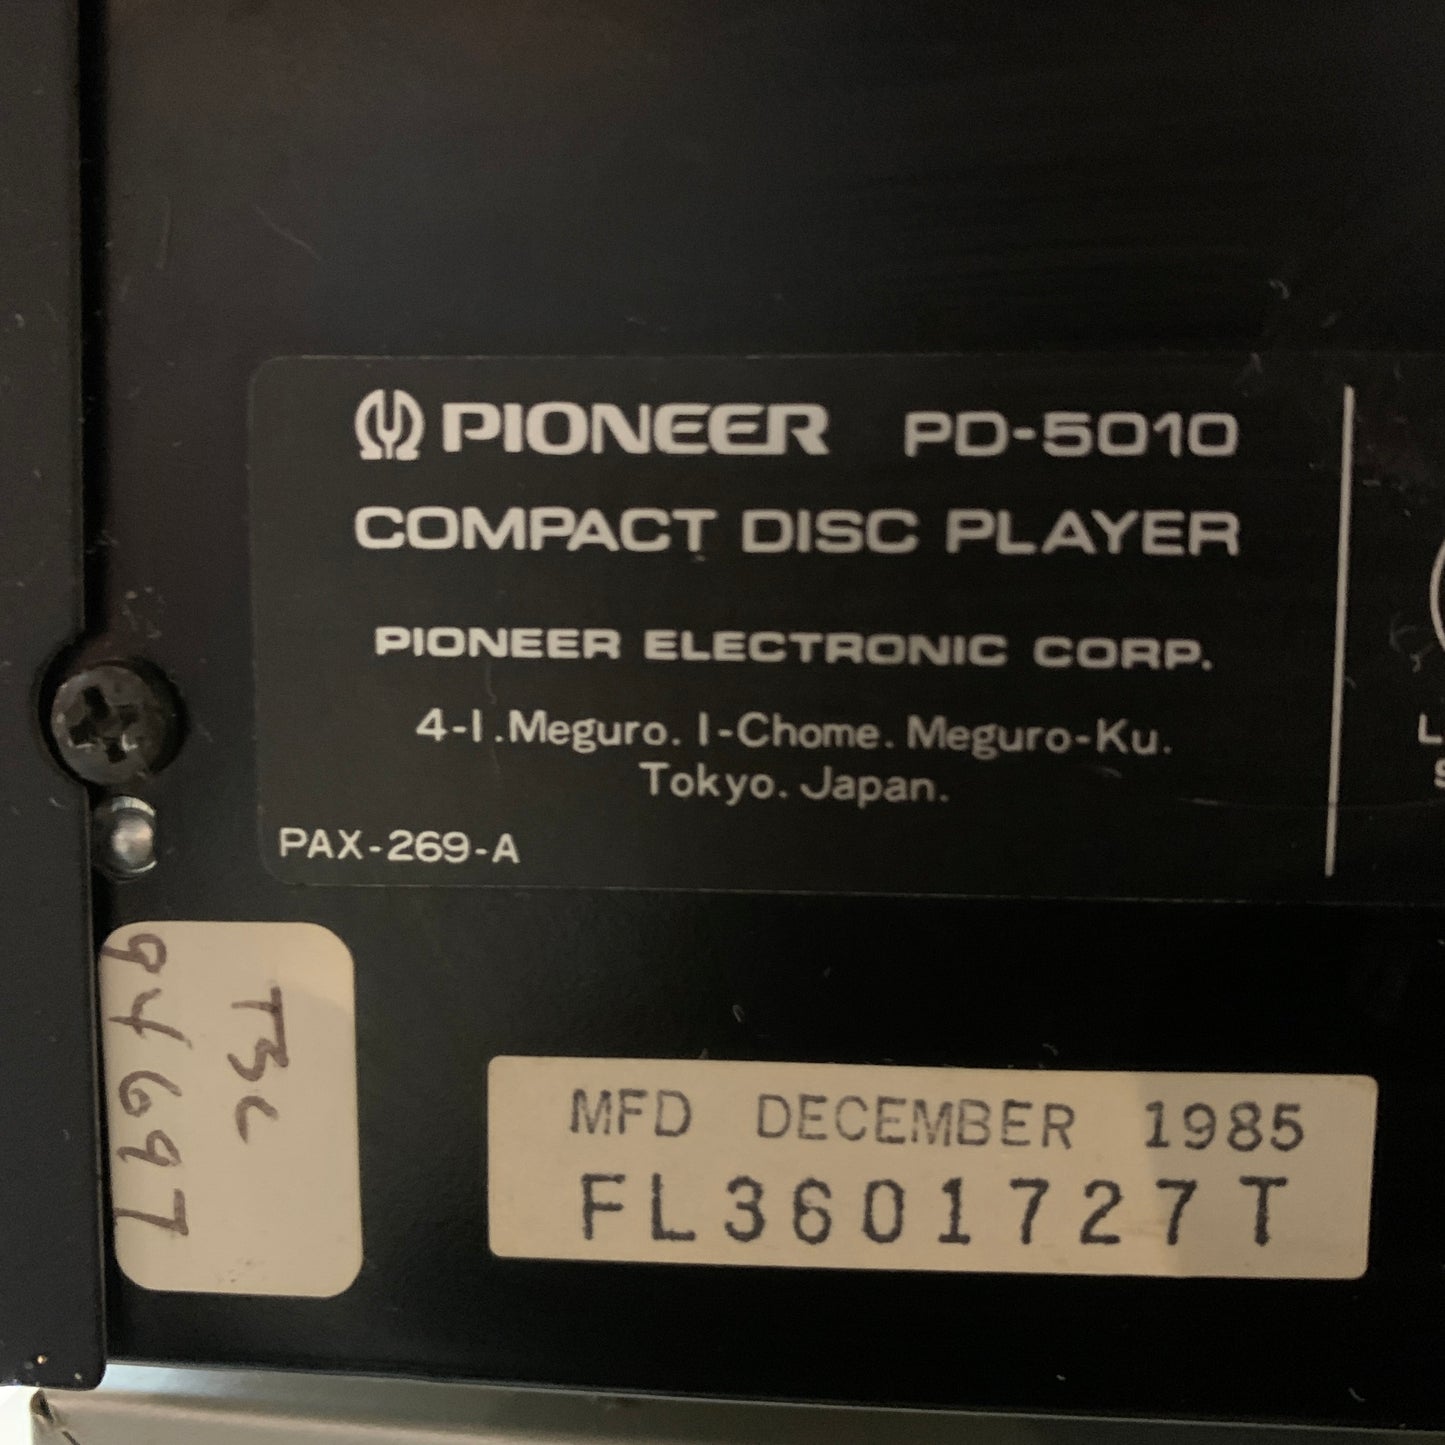 PIONEER PD-5010
COMPACT DISC PLAYER
PIONEER ELECTRONIC CORP.
4-1.Meguro. 1-Chome. Meguro-Ku.
Tokyo. Japan.
PAX-269-A
94697
MFD DECEMBER 1985
FL3601727T